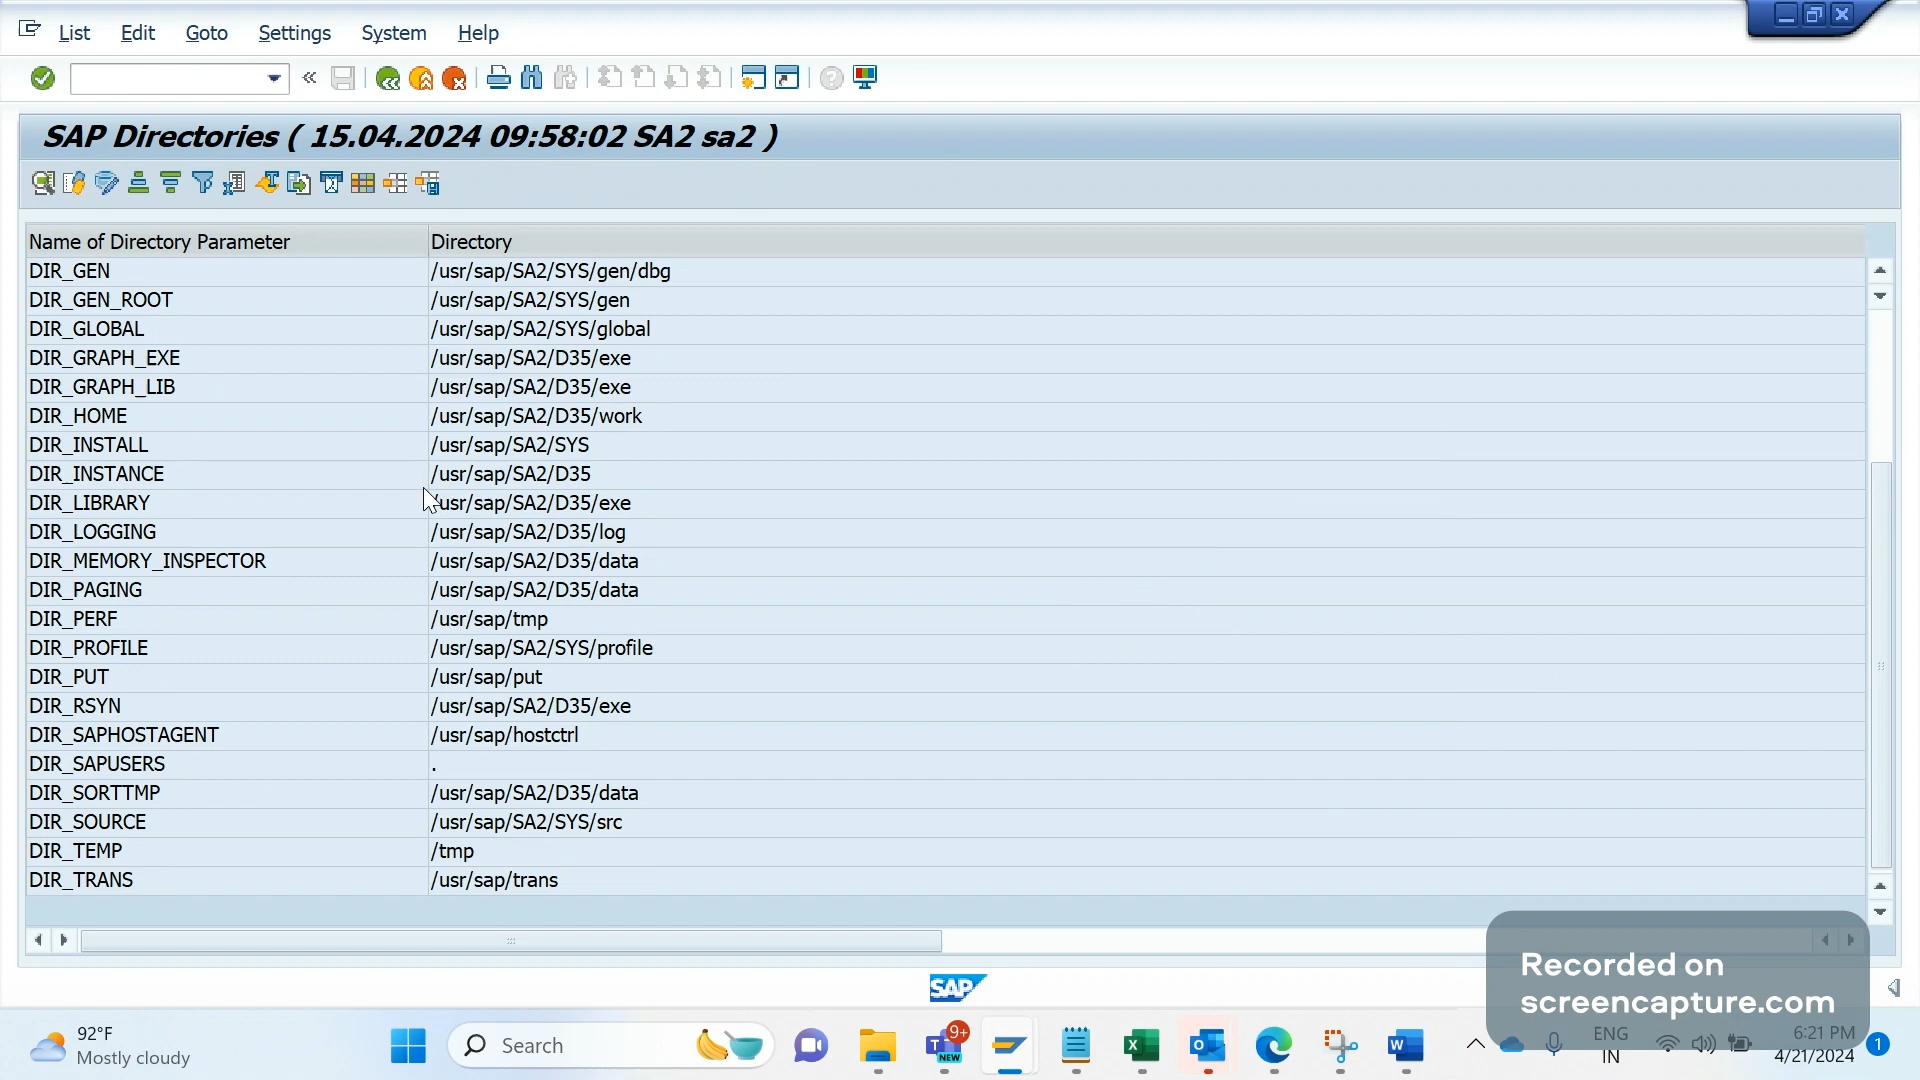 List Edit Goto Settings System Help
SAP Directories ( 15.04.2024 09:58:02 SA2 sa2 )
Name of Directory Parameter Directory
DIR_GEN /usr/sap/SA2/SYS/gen/dbg
DIR_GEN_ROOT /usr/sap/SA2/SYS/gen
DIR_GLOBAL /usr/sap/SA2/SYS/global
DIR_GRAPH_EXE /usr/sap/SA2/D35/exe
DIR_GRAPH_LIB /usr/sap/SA2/D35/exe
DIR_HOME /usr/sap/SA2/D35/work
DIR_INSTALL /usr/sap/SA2/SYS
DIR_INSTANCE /usr/sap/SA2/D35
DIR_LIBRARY /usr/sap/SA2/D35/exe
DIR_LOGGING /usr/sap/SA2/D35/log
DIR_MEMORY_INSPECTOR /usr/sap/SA2/D35/data
DIR_PAGING /usr/sap/SA2/D35/data
DIR_PERF /usr/sap/tmp
DIR_PROFILE /usr/sap/SA2/SYS/profile
DIR_PUT /usr/sap/put
DIR_RSYN /usr/sap/SA2/D35/exe
DIR_SAPHOSTAGENT /usr/sap/hostctrl
DIR_SAPUSERS .
DIR_SORTTMP /usr/sap/SA2/D35/data
DIR_SOURCE /usr/sap/SA2/SYS/src
DIR_TEMP /tmp
DIR_TRANS /usr/sap/trans
SAP
Recorded on
screencapture.com
92°F
Mostly cloudy
Search
9+
NEW
ENG
IN
6:21 PM
4/21/2024
1